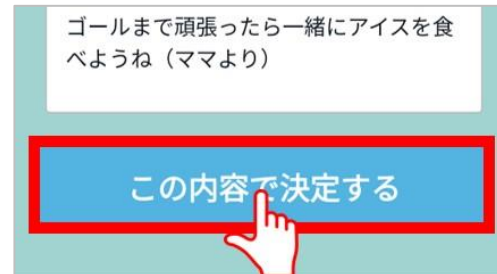 ゴールまで頑張ったら一緒にアイスを食
べようね（ママより）
この内容で決定する